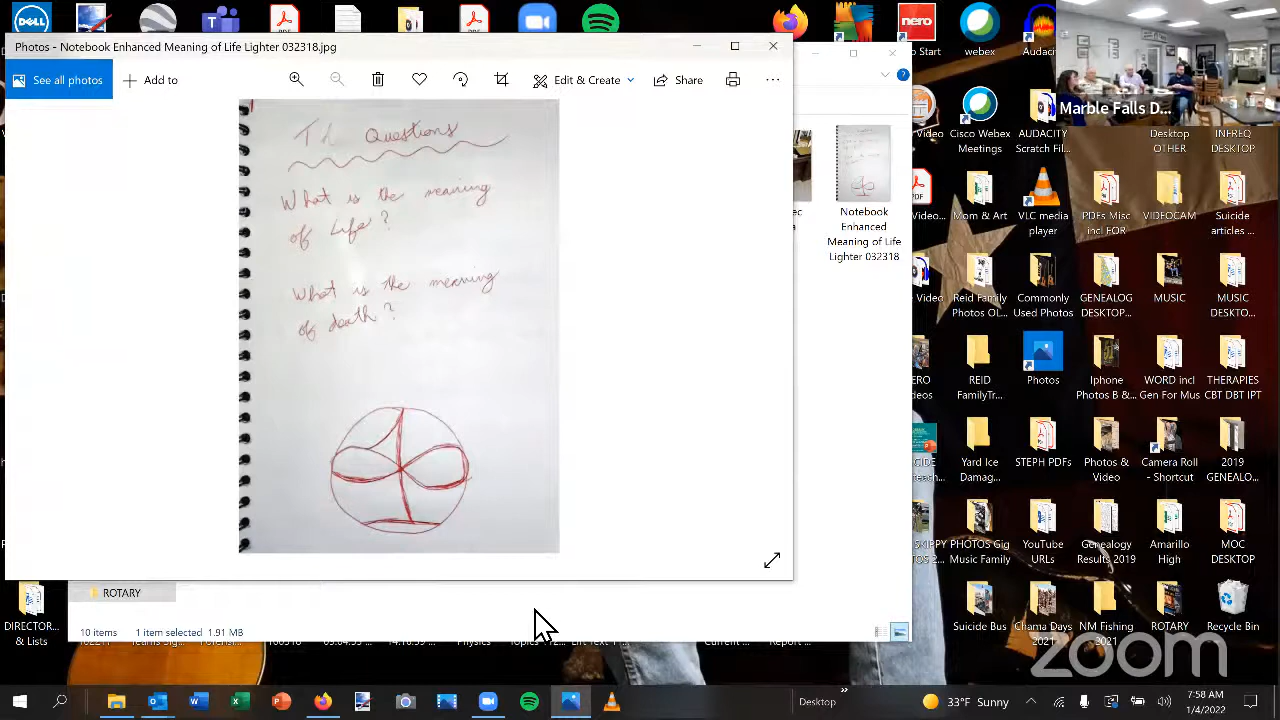 Photos - Notebook Enhanced Meaning of Life Lighter 032318.jpg
See all photos
Add to
Edit & Create
Share
Questions
What is the meaning
of Life?
What is the meaning
of death?
Notebook
Enhanced
Meaning of Life
Lighter 032318
ROTARY
10 items
1 item selected 1.91 MB
DELL
PDF
PDF
nero
Start
webex
Audac
Marble Falls D...
Video
Cisco Webex
Meetings
AUDACITY
Scratch Fil...
Desktop
OTHER
INFREQ
DESKTOP
Video...
Mom & Art
VLC media
player
PDFs Misc
incl FOR
VIDEOCAM
Suicide
articles ...
Video
Reid Family
Photos OL...
Commonly
Used Photos
GENEALOG
DESKTOP...
MUSIC
MUSIC
DESKTO...
REID
FamilyTr...
Photos
Iphone
Photos B &...
WORD incl
Gen For Mus
THERAPIES
CBT DBT IPT
Yard Ice
Damag...
STEPH PDFs
Photos &
Video
Camera Roll
- Shortcut
2019
GENEALO...
SKIPPY
PHOTOS Gig
Music Family
YouTube
URLs
Genealogy
Results 2019
Amarillo
High
MOC
DESKTOP
DIRECTOR...
& Lists
Suicide Bus
Chama Days
2021
NM Fishing
2021
ROTARY
Recycle Bin
zoom
Desktop
33°F Sunny
7:58 AM
1/4/2022